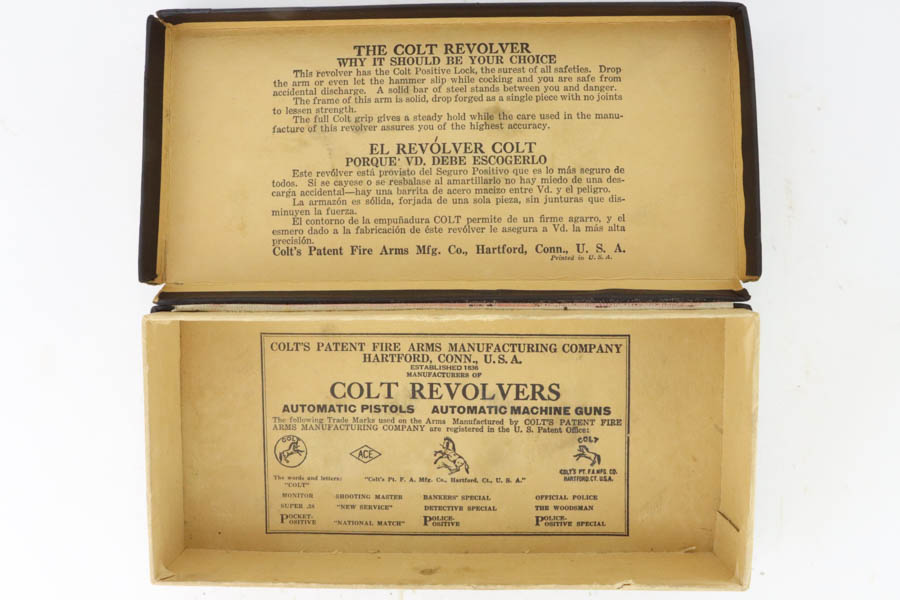 THE COLT REVOLVER
WHY IT SHOULD BE YOUR CHOICE
This revolver has the Colt Positive Lock, the surest of all safeties. Drop
the arm or even let the hammer slip while cocking and you are safe from
accidental discharge. A solid bar of steel stands between you and danger.
The frame of this arm is solid, drop forged as a single piece with no joints
to lessen strength.
The full Colt grip gives a steady hold while the care used in the manu-
facture of this revolver assures you of the highest accuracy.
EL REVÓLVER COLT
PORQUE' VD. DEBE ESCOGERLO
Este revólver está provisto del Seguro Positivo que es lo más seguro de
todos. Si se cayese o se resbalase al amartillarlo no hay miedo de una des-
carga accidental—hay una barrita de acero macizo entre Vd. y el peligro.
La armazón es sólida, forjada de una sola pieza, sin junturas que dis-
minuyen la fuerza.
El contorno de la empuñadura COLT permite de un firme agarro, y el
esmero dado a la fabricación de éste revólver le asegura a Vd. la más alta
precisión.
Colt's Patent Fire Arms Mfg. Co., Hartford, Conn., U. S. A.
Printed in U. S. A.
COLT'S PATENT FIRE ARMS MANUFACTURING COMPANY
HARTFORD, CONN., U.S.A.
ESTABLISHED 1836
MANUFACTURERS OF
COLT REVOLVERS
AUTOMATIC PISTOLS AUTOMATIC MACHINE GUNS
The following Trade Marks used on the Arms Manufactured by COLT'S PATENT FIRE
ARMS MANUFACTURING COMPANY are registered in the U. S. Patent Office:
COLT ACE COLT
COLT'S PT. F.A. MFG. CO.
HARTFORD, CT. U.S.A.
The words and letters: "Colt's Pt. F. A. Mfg. Co., Hartford, Ct., U. S. A."
"COLT"
MONITOR SHOOTING MASTER BANKERS' SPECIAL OFFICIAL POLICE
SUPER .38 "NEW SERVICE" DETECTIVE SPECIAL THE WOODSMAN
POCKET-POSITIVE "NATIONAL MATCH" POLICE-POSITIVE POLICE-POSITIVE SPECIAL